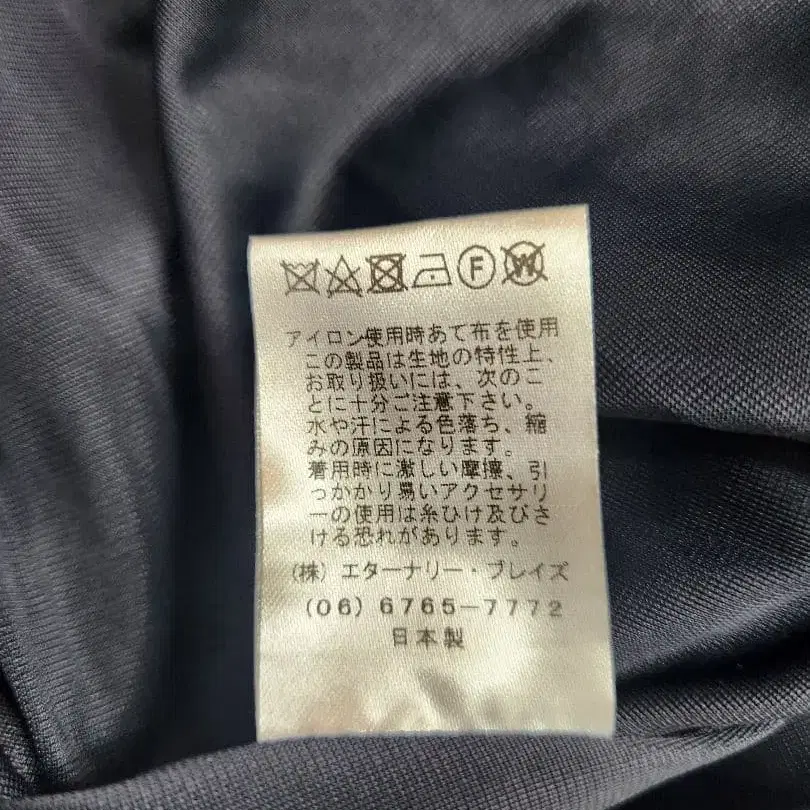 F W
アイロン使用時あて布を使用
この製品は生地の特性上、
お取り扱いには、次のこ
とに十分ご注意下さい。
水や汗による色落ち、縮
みの原因になります。
着用時に激しい摩擦、引
っかかり易いアクセサリ
ーの使用は糸ひけ及びさ
ける恐れがあります。
(株) エターナリー・ブレイズ
(06) 6765-7772
日本製